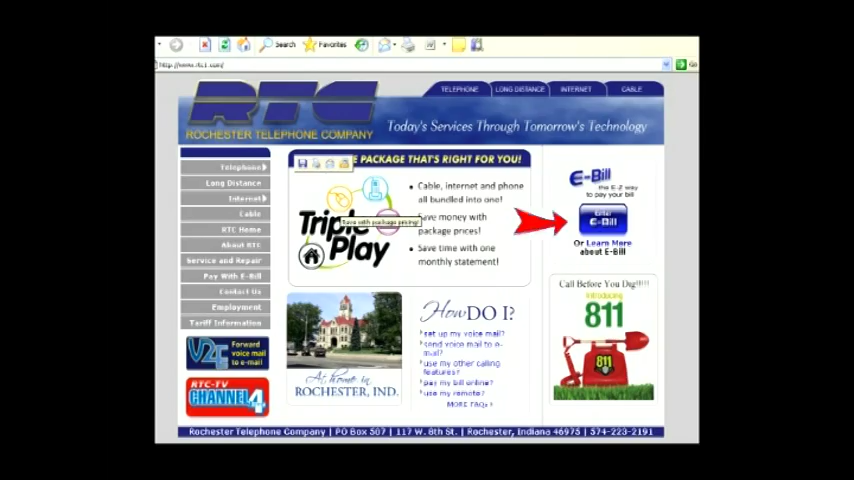 Search
Favorites
http://www.rtc1.com/
Go
RTC
ROCHESTER TELEPHONE COMPANY
TELEPHONE
LONG DISTANCE
INTERNET
CABLE
Today's Services Through Tomorrow's Technology
Telephone
Long Distance
Internet
Cable
RTC Home
About RTC
Service and Repair
Pay With E-Bill
Contact Us
Employment
Tariff Information
V2E
Forward
voice mail
to e-mail
RTC-TV
CHANNEL 4
E PACKAGE THAT'S RIGHT FOR YOU!
Triple
Play
Save with package pricing!
• Cable, internet and phone
all bundled into one!
Save money with
package prices!
• Save time with one
monthly statement!
At home in
ROCHESTER, IND.
How DO I?
set up my voice mail?
send voice mail to e-
mail?
use my other calling
features?
pay my bill online?
use my remote?
MORE FAQs
E-Bill
the E-Z way
to pay your bill
Enter
E-Bill
Or Learn More
about E-Bill
Call Before You Dig!!!!!
Introducing
811
811
Rochester Telephone Company | PO Box 507 | 117 W. 8th St. | Rochester, Indiana 46975 | 574-223-2191